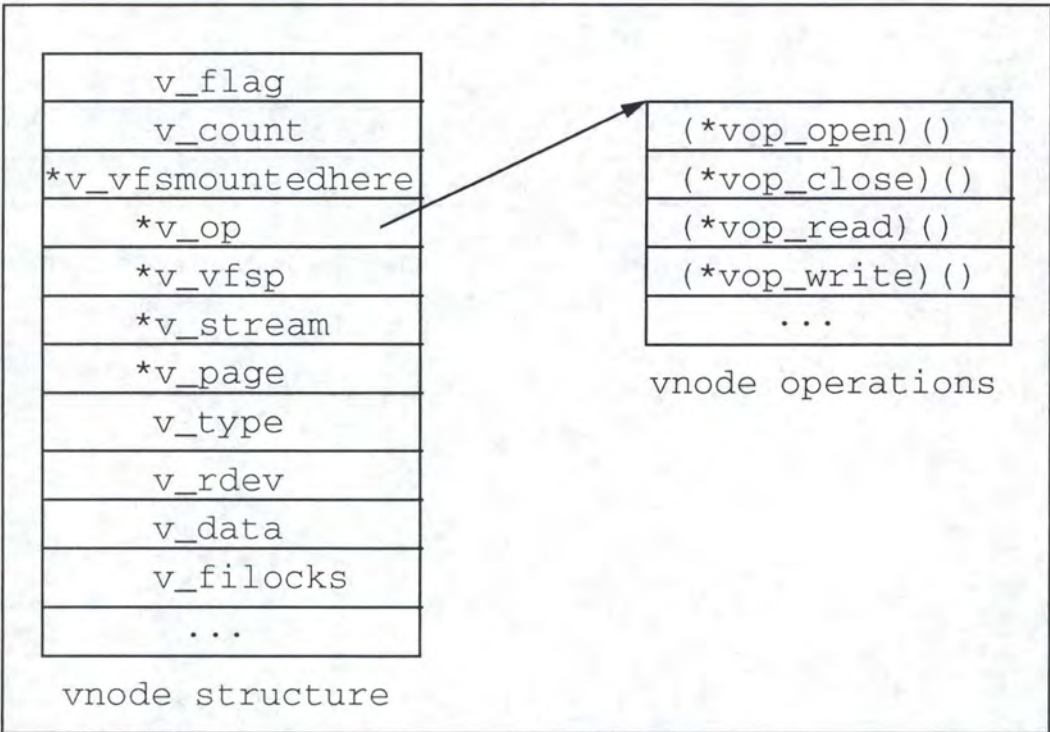 v_flag
v_count
*v_vfsmountedhere
*v_op
*v_vfsp
*v_stream
*v_page
v_type
v_rdev
v_data
v_filocks
...
vnode structure
(*vop_open)()
(*vop_close)()
(*vop_read)()
(*vop_write)()
...
vnode operations